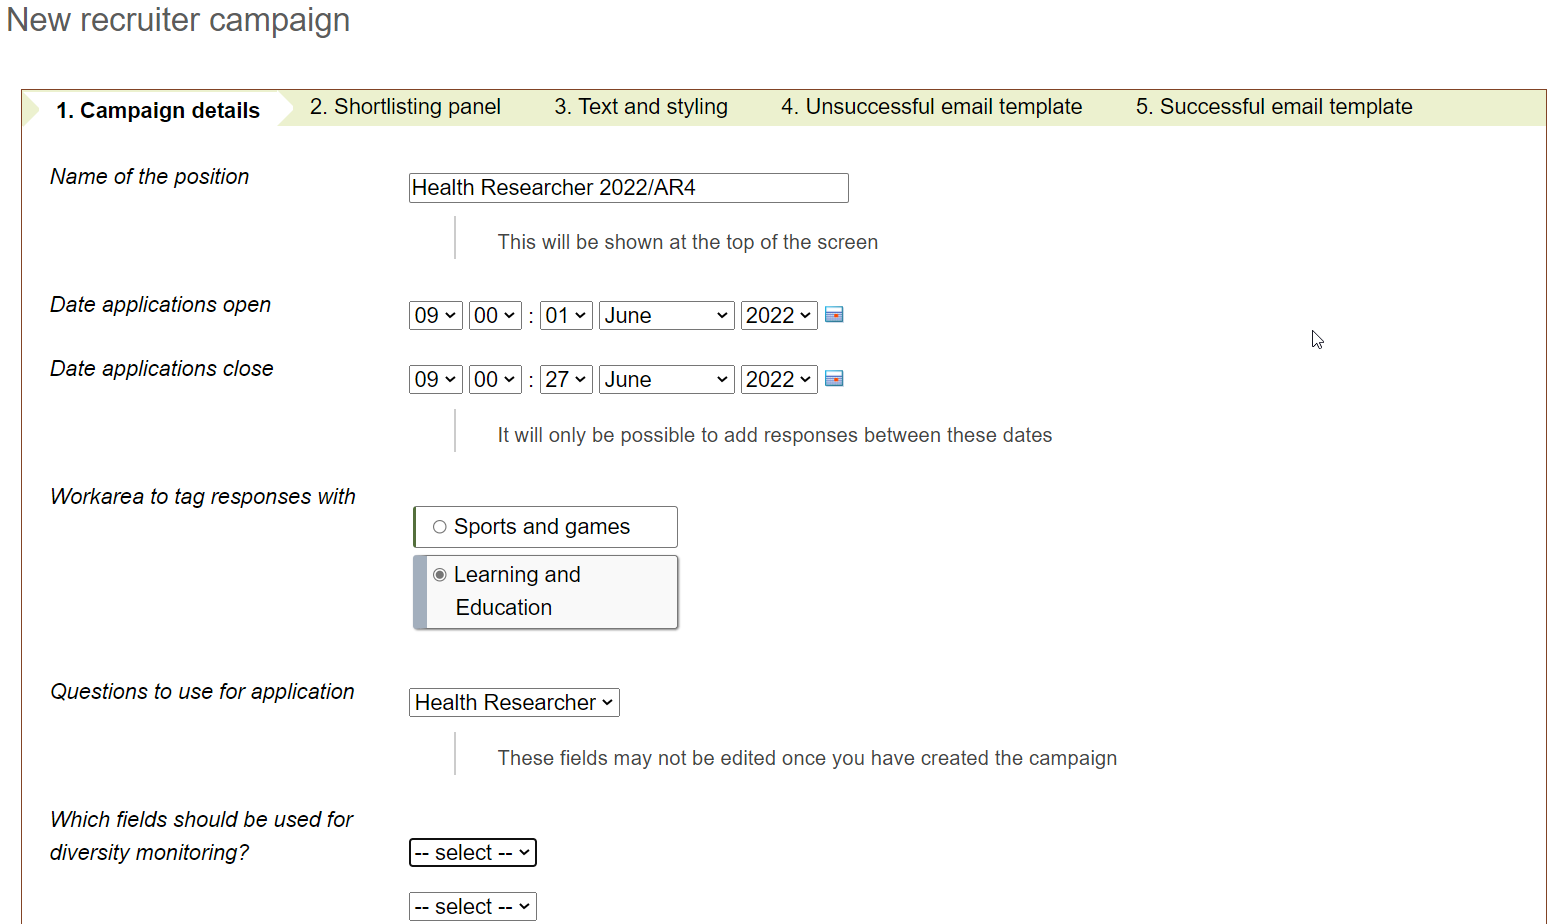 New recruiter campaign
1. Campaign details 2. Shortlisting panel 3. Text and styling 4. Unsuccessful email template 5. Successful email template
Name of the position
Health Researcher 2022/AR4
This will be shown at the top of the screen
Date applications open
09 00 : 01 June 2022
Date applications close
09 00 : 27 June 2022
It will only be possible to add responses between these dates
Workarea to tag responses with
Sports and games
Learning and
Education
Questions to use for application
Health Researcher
These fields may not be edited once you have created the campaign
Which fields should be used for
diversity monitoring?
-- select --
-- select --